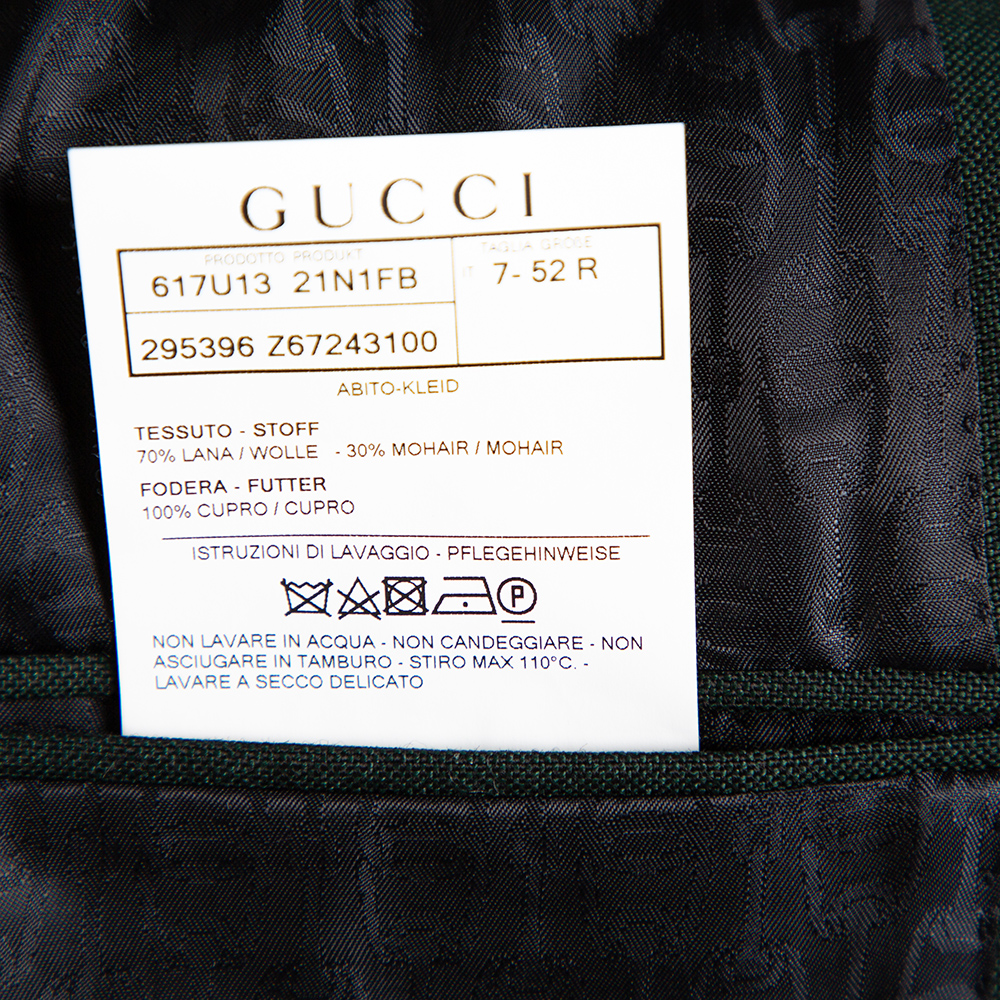 GUCCI
PRODOTTO PRODUKT
617U13 21N1FB
TAGLIA GRÖßE
IT 7- 52 R
295396 Z67243100
ABITO-KLEID
TESSUTO - STOFF
70% LANA / WOLLE - 30% MOHAIR / MOHAIR
FODERA - FUTTER
100% CUPRO / CUPRO
ISTRUZIONI DI LAVAGGIO - PFLEGEHINWEISE
P
NON LAVARE IN ACQUA - NON CANDEGGIARE - NON
ASCIUGARE IN TAMBURO - STIRO MAX 110°C. -
LAVARE A SECCO DELICATO